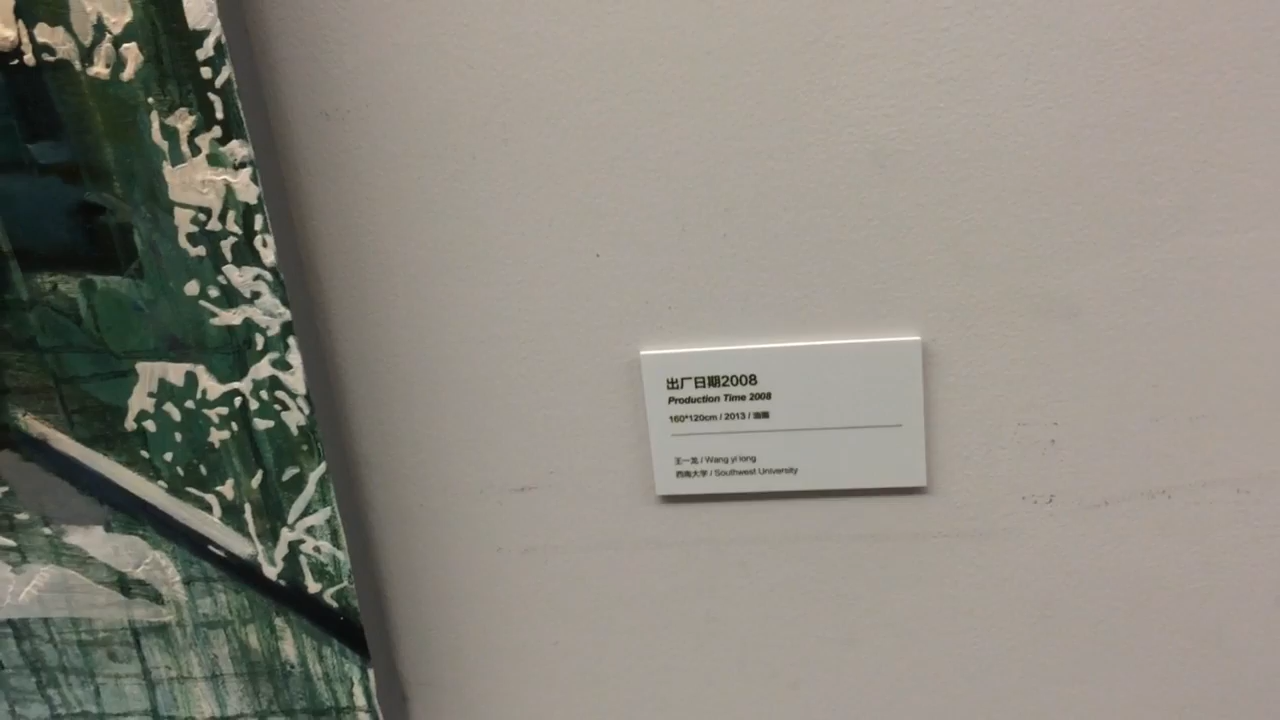 出厂日期2008
Production Time 2008
160*120cm / 2013 / 油画
王一龙 / Wang yi long
西南大学 / Southwest University